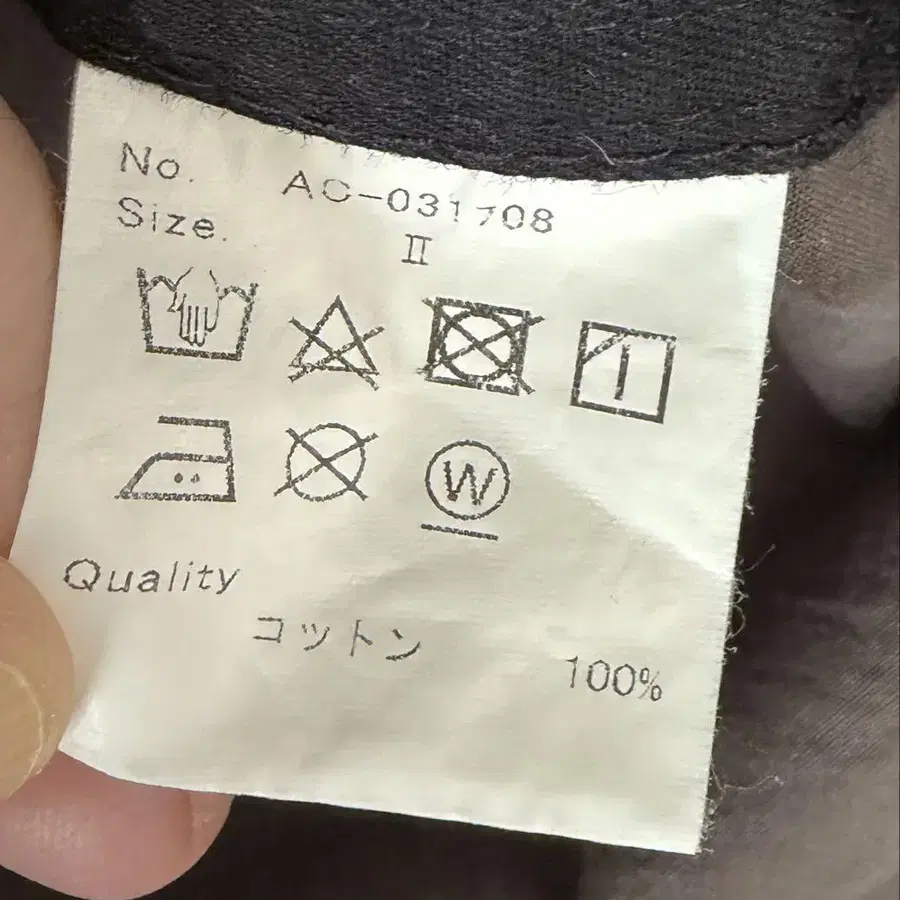 No. AC-031708
Size. II
W
Quality
コットン 100%